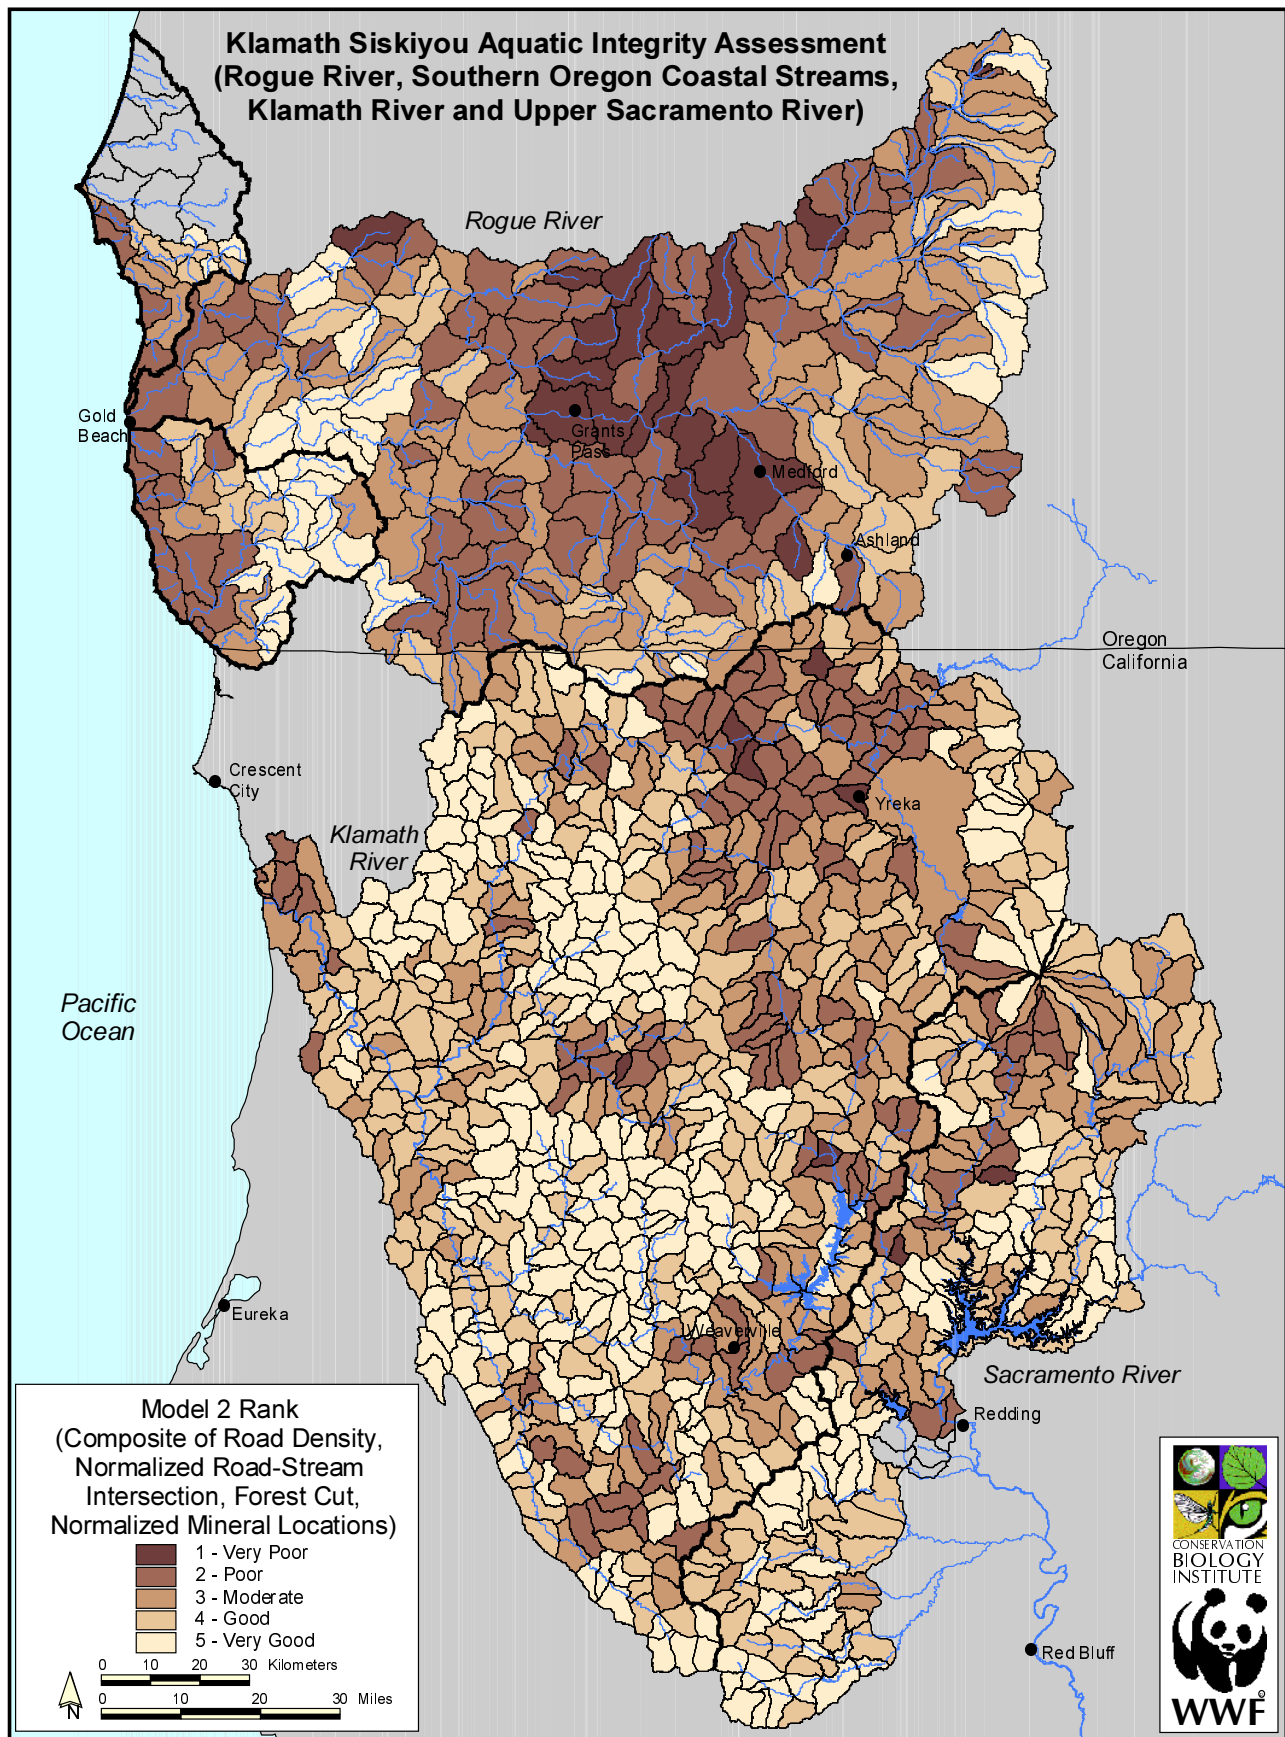 Klamath Siskiyou Aquatic Integrity Assessment
(Rogue River, Southern Oregon Coastal Streams,
Klamath River and Upper Sacramento River)
Rogue River
Gold
Beach
Grants
Pass
Medford
Ashland
Oregon
California
Crescent
City
Yreka
Klamath
River
Pacific
Ocean
Eureka
Weaverville
Sacramento River
Redding
Red Bluff
Model 2 Rank
(Composite of Road Density,
Normalized Road-Stream
Intersection, Forest Cut,
Normalized Mineral Locations)
1 - Very Poor
2 - Poor
3 - Moderate
4 - Good
5 - Very Good
0 10 20 30 Kilometers
0 10 20 30 Miles
N
CONSERVATION
BIOLOGY
INSTITUTE
WWF